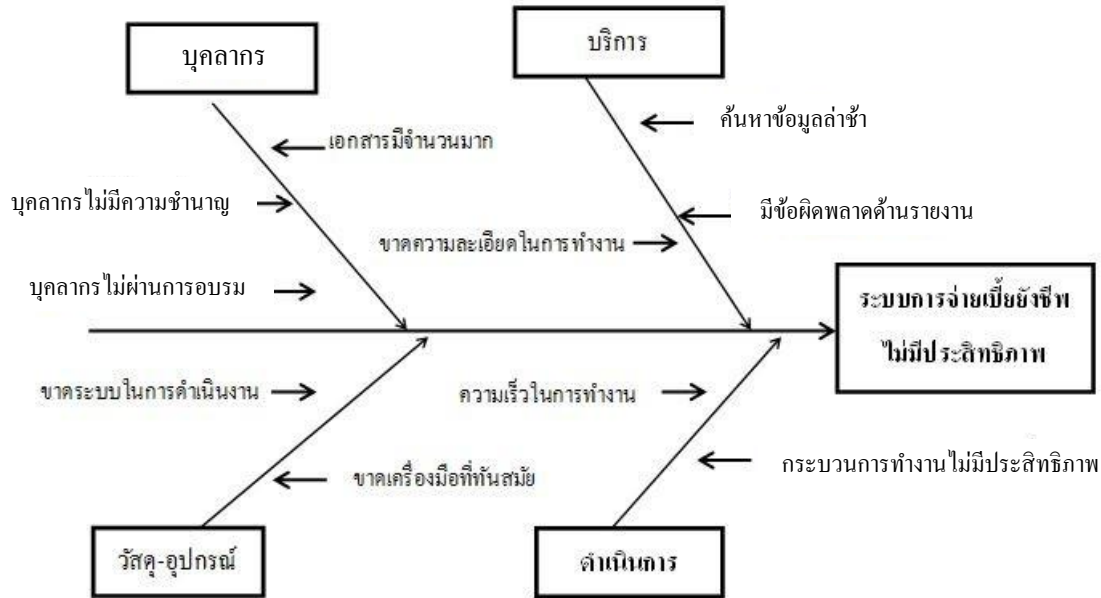 บุคลากร
บริการ
ค้นหาข้อมูลล่าช้า
เอกสารมีจำนวนมาก
บุคลากรไม่มีความชำนาญ
มีข้อผิดพลาดด้านรายงาน
ขาดความละเอียดในการทำงาน
บุคลากรไม่ผ่านการอบรม
ระบบการจ่ายเบี้ยยังชีพ
ไม่มีประสิทธิภาพ
ขาดระบบในการดำเนินงาน
ความเร็วในการทำงาน
กระบวนการทำงานไม่มีประสิทธิภาพ
ขาดเครื่องมือที่ทันสมัย
วัสดุ-อุปกรณ์
ดำเนินการ